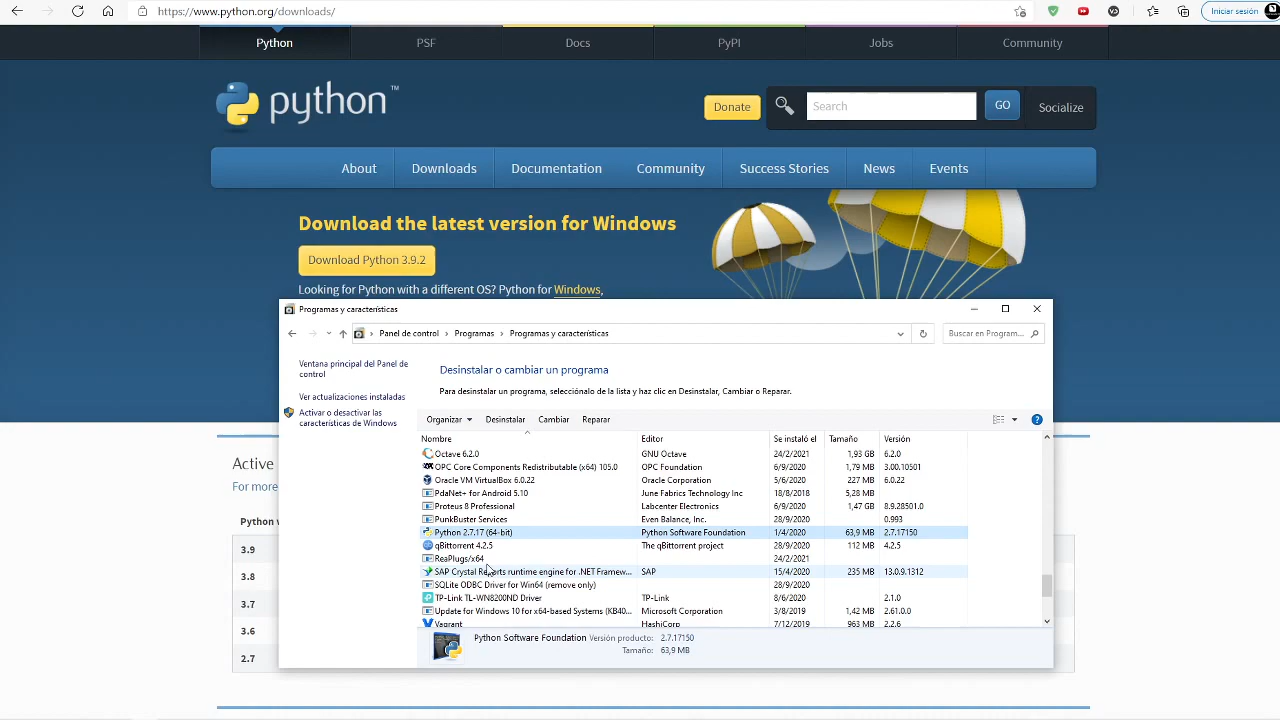 https://www.python.org/downloads/
Iniciar sesión
Python PSF Docs PyPI Jobs Community
python™
Donate Search GO Socialize
About Downloads Documentation Community Success Stories News Events
Download the latest version for Windows
Download Python 3.9.2
Looking for Python with a different OS? Python for Windows,
Programas y características
Panel de control Programas Programas y características Buscar en Program...
Ventana principal del Panel de control
Ver actualizaciones instaladas
Activar o desactivar las características de Windows
Desinstalar o cambiar un programa
Para desinstalar un programa, selecciónalo de la lista y haz clic en Desinstalar, Cambiar o Reparar.
Organizar Desinstalar Cambiar Reparar
Nombre Editor Se instaló el Tamaño Versión
Octave 6.2.0 GNU Octave 24/2/2021 1,93 GB 6.2.0
OPC Core Components Redistributable (x64) 105.0 OPC Foundation 6/9/2020 1,79 MB 3.00.10501
Oracle VM VirtualBox 6.0.22 Oracle Corporation 5/6/2020 227 MB 6.0.22
PdaNet+ for Android 5.10 June Fabrics Technology Inc 18/8/2018 5,28 MB
Proteus 8 Professional Labcenter Electronics 6/9/2020 1,47 GB 8.9.28501.0
PunkBuster Services Even Balance, Inc. 28/9/2020 0.993
Python 2.7.17 (64-bit) Python Software Foundation 1/4/2020 63,9 MB 2.7.17150
qBittorrent 4.2.5 The qBittorrent project 28/9/2020 112 MB 4.2.5
ReaPlugs/x64 24/2/2021
SAP Crystal Reports runtime engine for .NET Framew... SAP 15/4/2020 235 MB 13.0.9.1312
SQLite ODBC Driver for Win64 (remove only) 28/9/2020
TP-Link TL-WN8200ND Driver TP-Link 8/6/2020 2.1.0
Update for Windows 10 for x64-based Systems (KB40... Microsoft Corporation 3/8/2019 1,42 MB 2.61.0.0
Vagrant HashiCorp 7/12/2019 963 MB 2.2.6
Python Software Foundation Versión producto: 2.7.17150
Tamaño: 63,9 MB
Active
For more
Python v
3.9
3.8
3.7
3.6
2.7